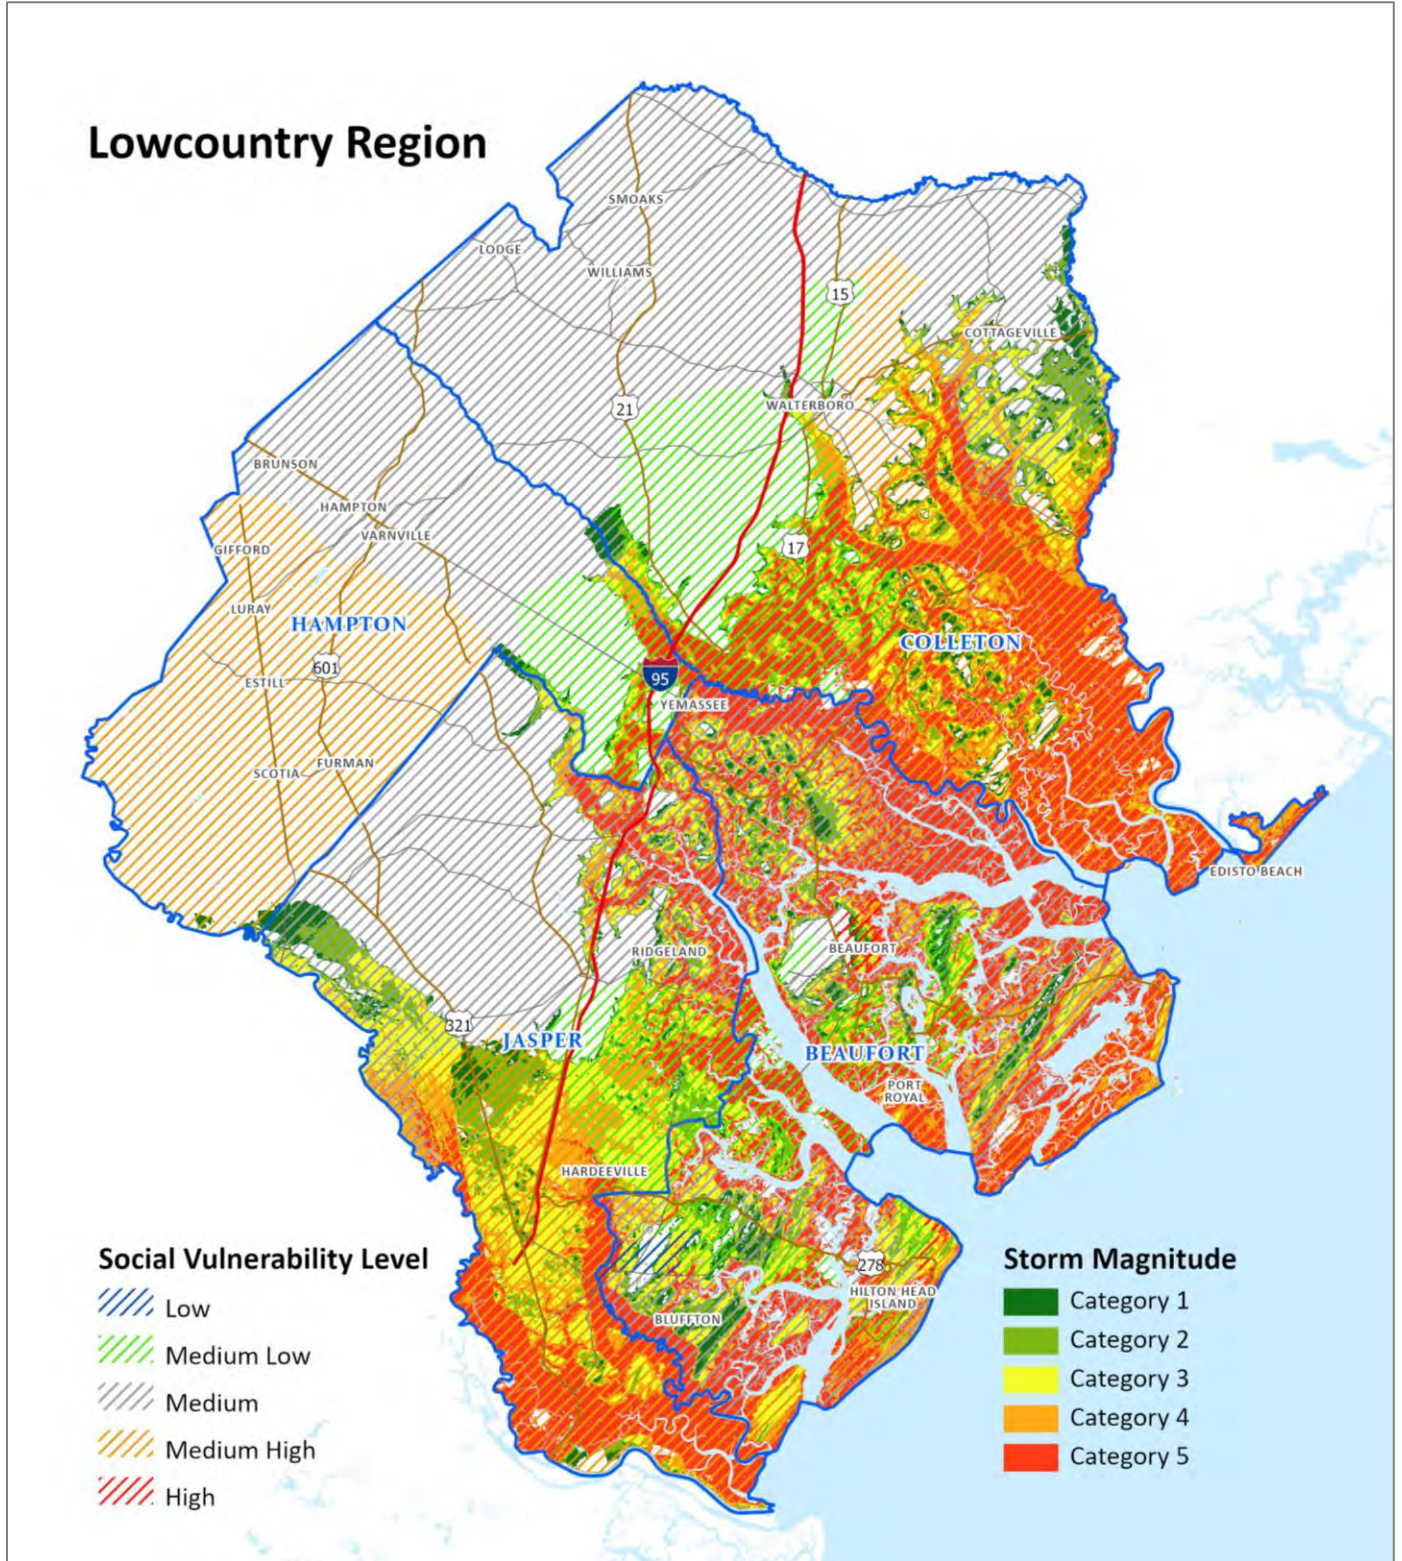 Lowcountry Region
SMOAKS
LODGE
WILLIAMS
15
COTTAGEVILLE
21
WALTERBORO
BRUNSON
HAMPTON
VARNVILLE
GIFFORD
17
LURAY
HAMPTON
COLLETON
601
ESTILL
95
YEMASSEE
SCOTIA
FURMAN
EDISTO BEACH
RIDGELAND
BEAUFORT
321
JASPER
BEAUFORT
PORT
ROYAL
HARDEEVILLE
278
HILTON HEAD
ISLAND
BLUFFTON
Social Vulnerability Level
Low
Medium Low
Medium
Medium High
High
Storm Magnitude
Category 1
Category 2
Category 3
Category 4
Category 5